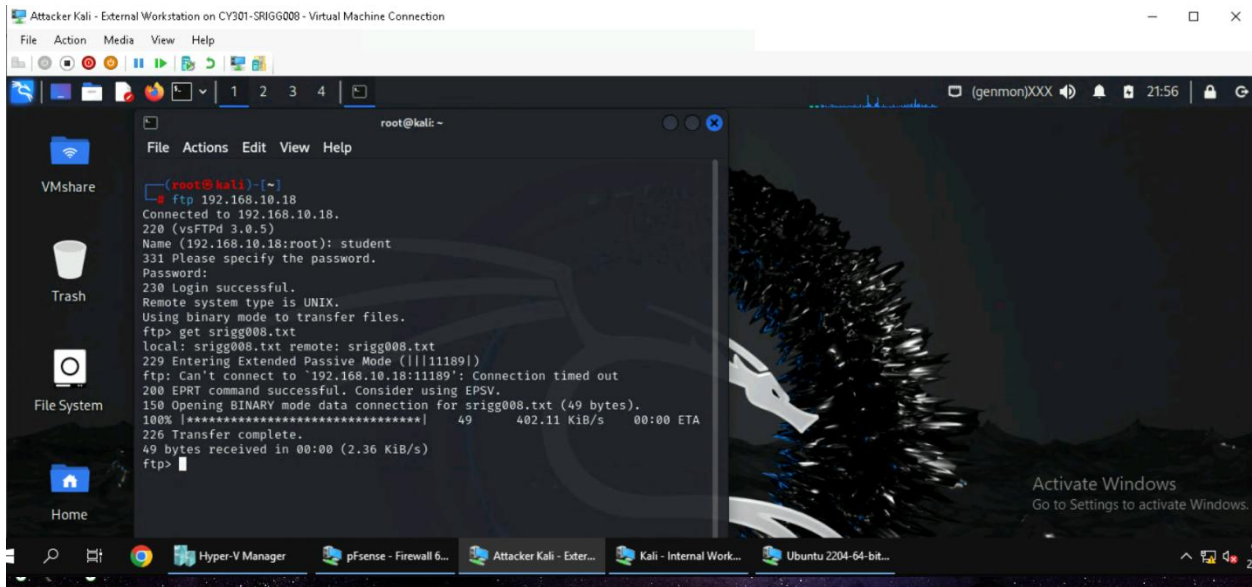 Attacker Kali - External Workstation on CY301-SRIGG008 - Virtual Machine Connection
File Action Media View Help
1 2 3 4
(genmon)XXX 21:56
root@kali: ~
File Actions Edit View Help
VMshare
Trash
File System
Home
(root㉿kali)-[~]
# ftp 192.168.10.18
Connected to 192.168.10.18.
220 (vsFTPd 3.0.5)
Name (192.168.10.18:root): student
331 Please specify the password.
Password:
230 Login successful.
Remote system type is UNIX.
Using binary mode to transfer files.
ftp> get srigg008.txt
local: srigg008.txt remote: srigg008.txt
229 Entering Extended Passive Mode (|||11189|)
ftp: Can't connect to `192.168.10.18:11189': Connection timed out
200 EPRT command successful. Consider using EPSV.
150 Opening BINARY mode data connection for srigg008.txt (49 bytes).
100% |********************************| 49 402.11 KiB/s 00:00 ETA
226 Transfer complete.
49 bytes received in 00:00 (2.36 KiB/s)
ftp>
Activate Windows
Go to Settings to activate Windows.
Hyper-V Manager
pFsense - Firewall 6...
Attacker Kali - Exter...
Kali - Internal Work...
Ubuntu 2204-64-bit...